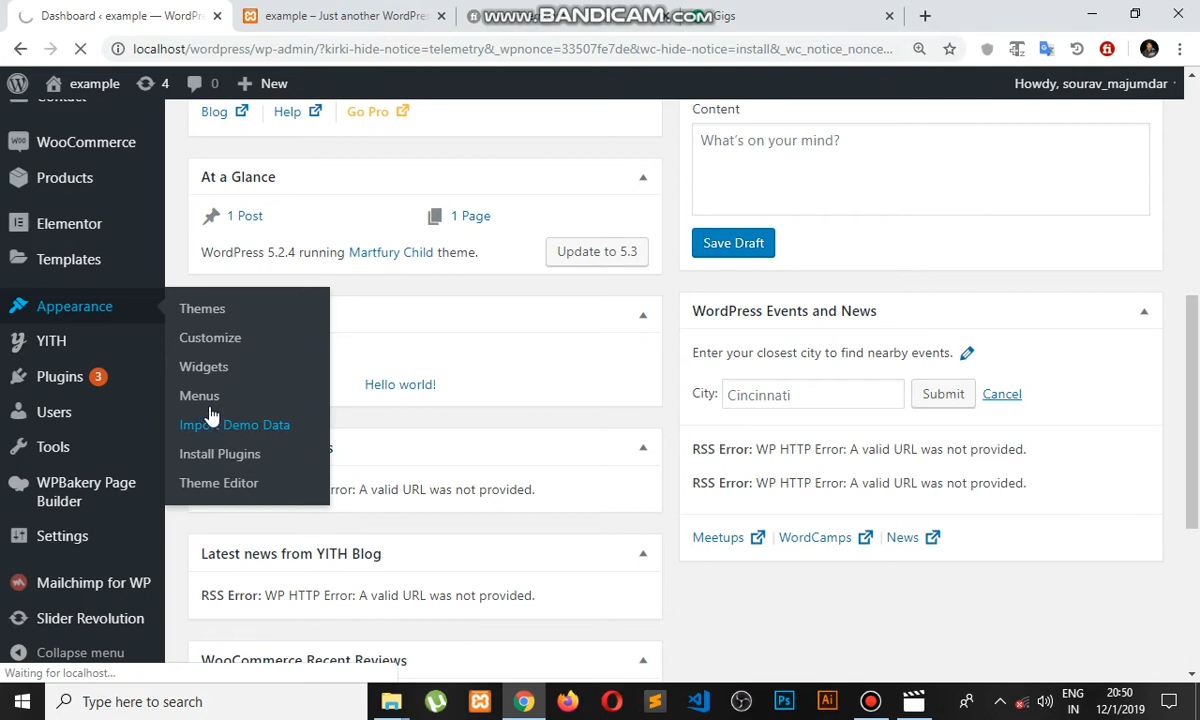 Dashboard ‹ example — WordPr
example – Just another WordPres
www.BANDICAM.com
Gigs
localhost/wordpress/wp-admin/?kirki-hide-notice=telemetry&_wpnonce=33507fe7de&wc-hide-notice=install&_wc_notice_nonce...
example
4
0
New
Howdy, sourav_majumdar
Contact
WooCommerce
Products
Elementor
Templates
Appearance
YITH
Plugins 3
Users
Tools
WPBakery Page
Builder
Settings
Mailchimp for WP
Slider Revolution
Collapse menu
Themes
Customize
Widgets
Menus
Import Demo Data
Install Plugins
Theme Editor
Blog
Help
Go Pro
At a Glance
1 Post
1 Page
WordPress 5.2.4 running Martfury Child theme.
Update to 5.3
Hello world!
URL was not provided.
Latest news from YITH Blog
RSS Error: WP HTTP Error: A valid URL was not provided.
WooCommerce Recent Reviews
Content
What's on your mind?
Save Draft
WordPress Events and News
Enter your closest city to find nearby events.
City:
Cincinnati
Submit
Cancel
RSS Error: WP HTTP Error: A valid URL was not provided.
RSS Error: WP HTTP Error: A valid URL was not provided.
Meetups
WordCamps
News
Waiting for localhost...
Type here to search
ENG
IN
20:50
12/1/2019